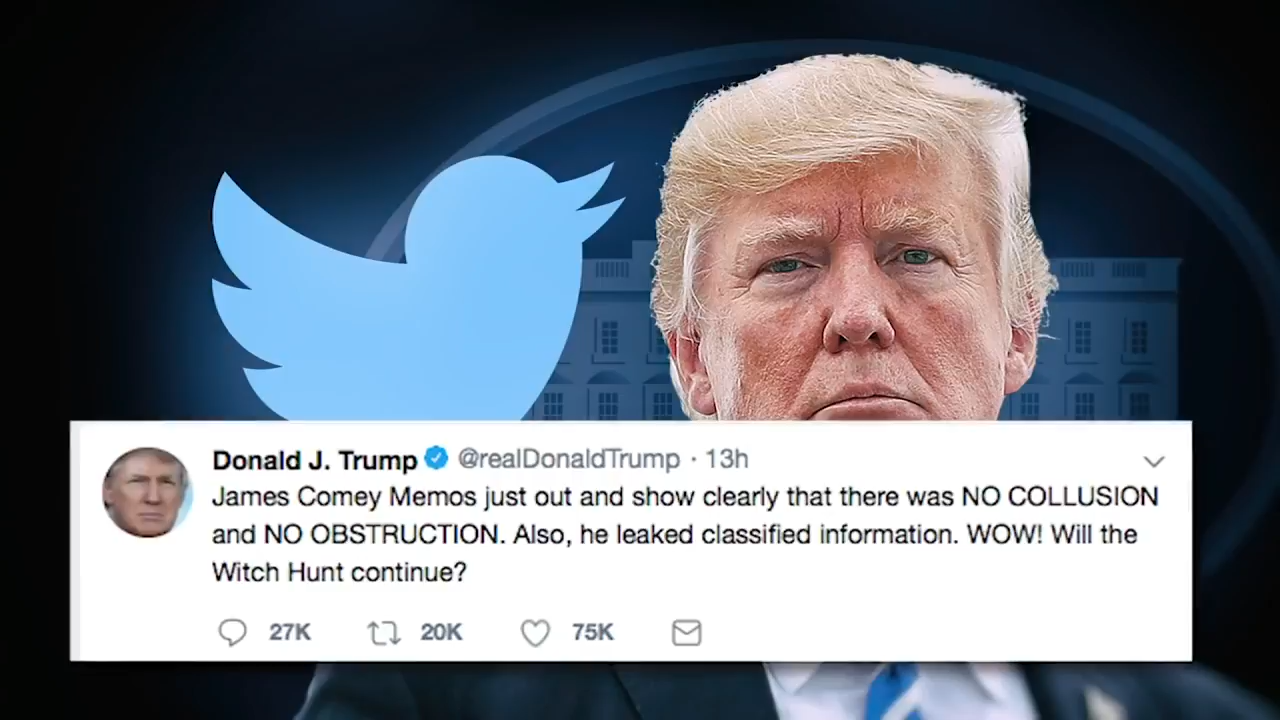 Donald J. Trump @realDonaldTrump · 13h
James Comey Memos just out and show clearly that there was NO COLLUSION
and NO OBSTRUCTION. Also, he leaked classified information. WOW! Will the
Witch Hunt continue?
27K 20K 75K